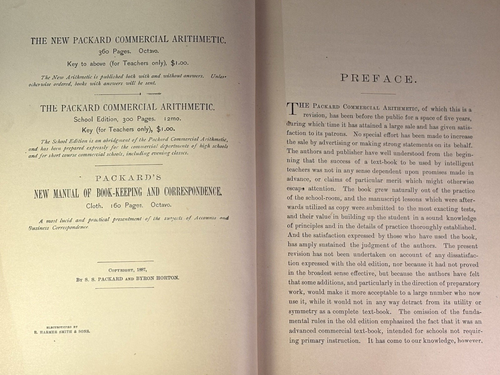 THE NEW PACKARD COMMERCIAL ARITHMETIC.
360 Pages. Octavo.
Key to above (for Teachers only), $1.00.
The New Arithmetic is published both with and without answers. Unless
otherwise ordered, books with answers will be sent.
THE PACKARD COMMERCIAL ARITHMETIC.
School Edition, 300 Pages. 12mo.
Key (for Teachers only), $1.00.
The School Edition is an abridgment of the Packard Commercial Arithmetic,
and has been prepared expressly for the commercial departments of high schools
and for short course commercial schools, including evening classes.
PACKARD'S
NEW MANUAL OF BOOK-KEEPING AND CORRESPONDENCE.
Cloth. 160 Pages. Octavo.
A most lucid and practical presentment of the subjects of Accounts and
Business Correspondence
Copyright, 1887,
By S. S. PACKARD and BYRON HORTON.
ELECTROTYPED BY
R. HARMER SMITH & SONS.
PREFACE.
The Packard Commercial Arithmetic, of which this is a
revision, has been before the public for a space of five years,
during which time it has attained a large sale and has given satis-
faction to its patrons. No special effort has been made to increase
the sale by advertising or making strong statements on its behalf.
The authors and publisher have well understood from the begin-
ning that the success of a text-book to be used by intelligent
teachers was not in any sense dependent upon promises made in
advance, or claims of particular merit which might otherwise
escape attention. The book grew naturally out of the practice
of the school-room, and the manuscript lessons which were after-
wards utilized as copy were submitted to the most exacting tests,
and their value in building up the student in a sound knowledge
of principles and in the details of practice thoroughly established.
And the satisfaction expressed by those who have used the book,
has amply sustained the judgment of the authors. The present
revision has not been undertaken on account of any dissatisfac-
tion expressed with the old edition, nor because it had not proved
in the broadest sense effective, but because the authors have felt
that some additions, and particularly in the direction of preparatory
work, would make it more acceptable to a large number who now
use it, while it would not in any way detract from its utility or
symmetry as a complete text-book. The omission of the funda-
mental rules in the old edition emphasized the fact that it was an
advanced commercial text-book, intended for schools not requir-
ing primary instruction. It has come to our knowledge, however,